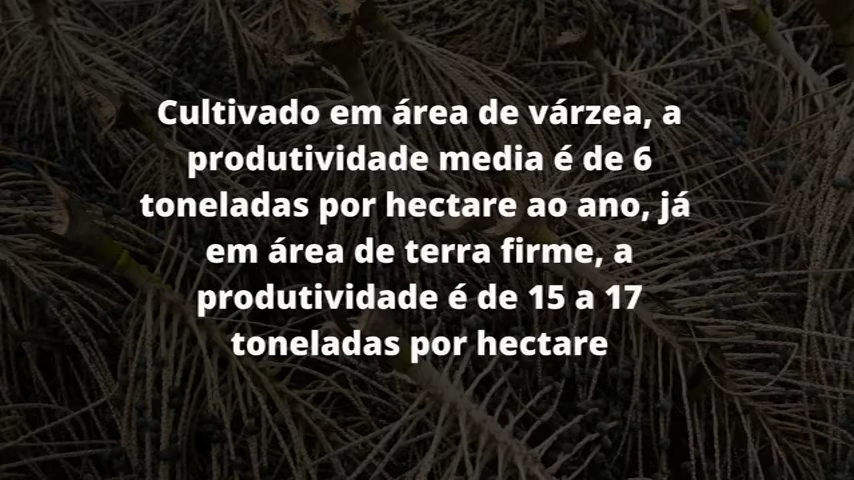 Cultivado em área de várzea, a
produtividade media é de 6
toneladas por hectare ao ano, já
em área de terra firme, a
produtividade é de 15 a 17
toneladas por hectare